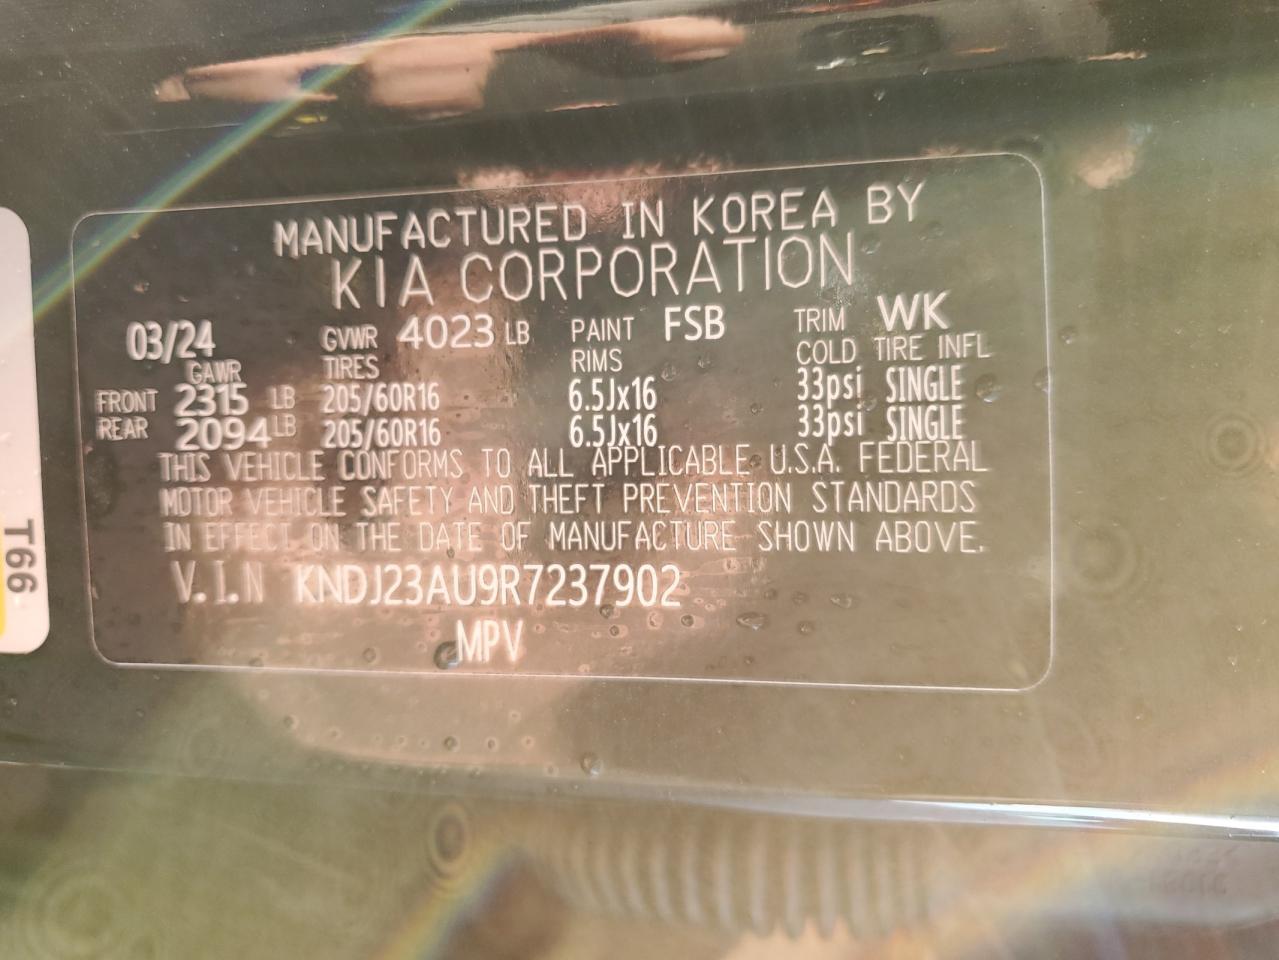 MANUFACTURED IN KOREA BY
KIA CORPORATION
03/24 GVWR 4023 LB PAINT FSB TRIM WK
GAWR TIRES RIMS COLD TIRE INFL
FRONT 2315 LB 205/60R16 6.5Jx16 33psi SINGLE
REAR 2094 LB 205/60R16 6.5Jx16 33psi SINGLE
THIS VEHICLE CONFORMS TO ALL APPLICABLE U.S.A. FEDERAL
MOTOR VEHICLE SAFETY AND THEFT PREVENTION STANDARDS
IN EFFECT ON THE DATE OF MANUFACTURE SHOWN ABOVE.
V.I.N KNDJ23AU9R7237902
MPV
T66